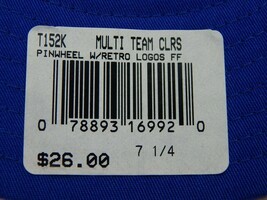 T152K MULTI TEAM CLRS
PINWHEEL W/RETRO LOGOS FF
0 78893 16992 0
7 1/4
$26.00